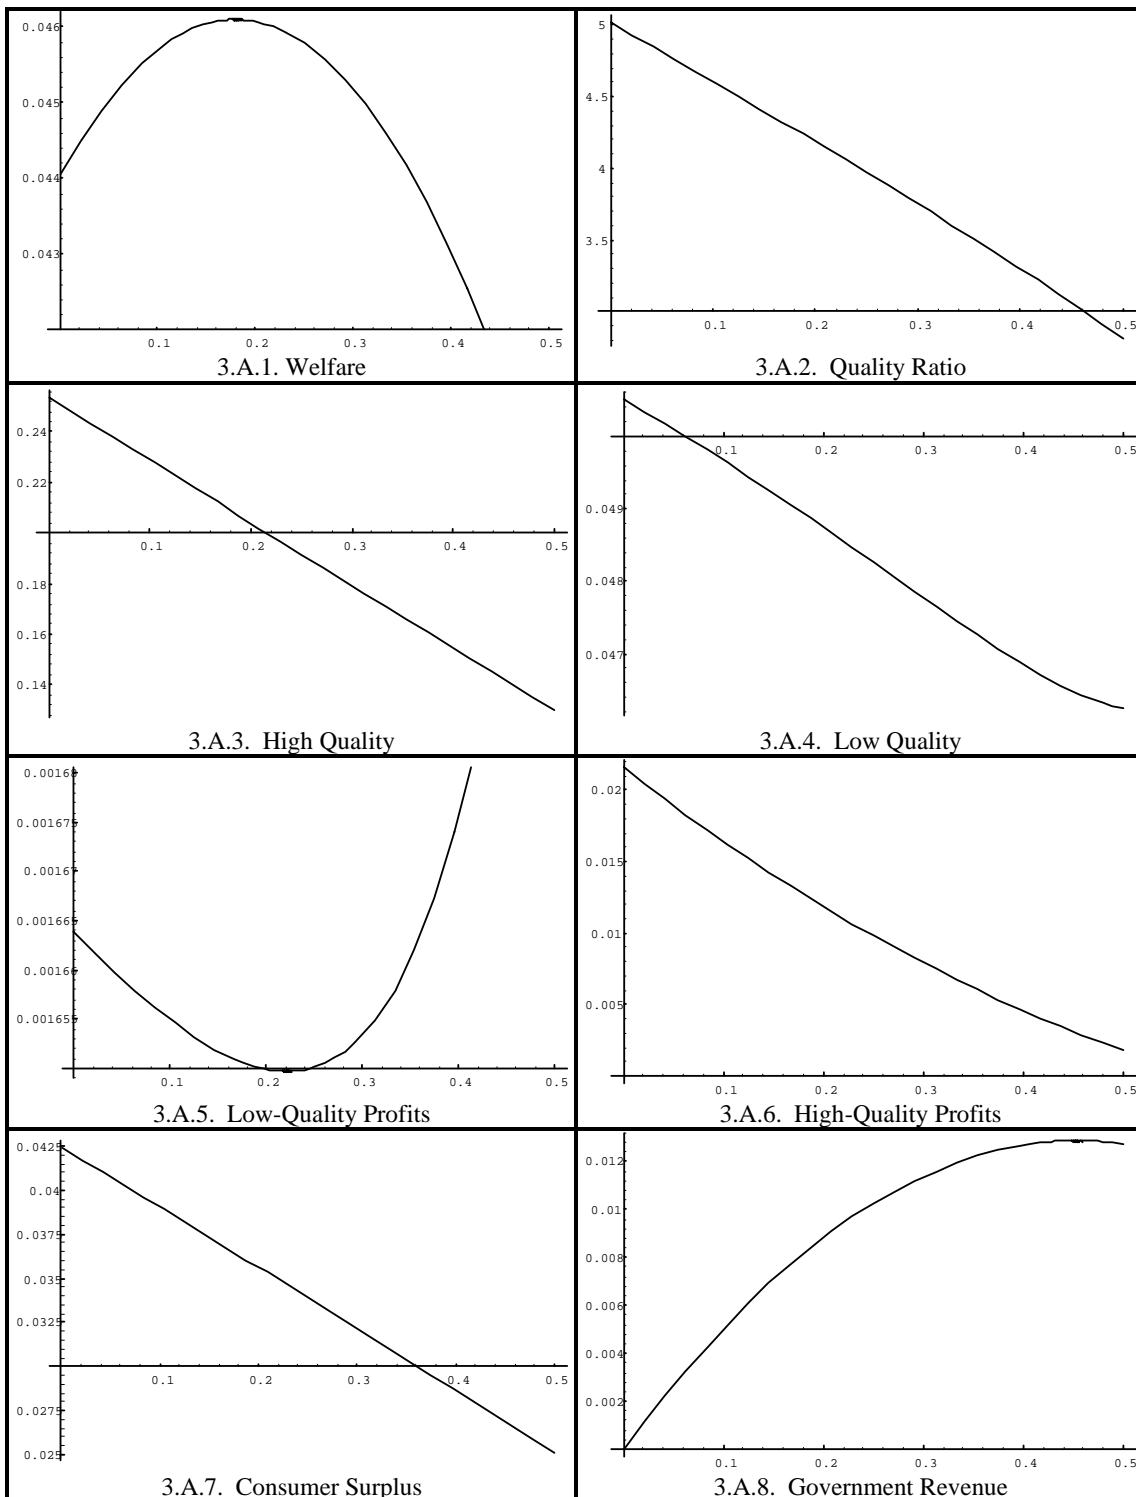 0.046
0.045
0.044
0.043
0.1 0.2 0.3 0.4 0.5
3.A.1. Welfare
5
4.5
4
3.5
0.1 0.2 0.3 0.4 0.5
3.A.2. Quality Ratio
0.24
0.22
0.18
0.16
0.14
0.1 0.2 0.3 0.4 0.5
3.A.3. High Quality
0.1 0.2 0.3 0.4 0.5
0.049
0.048
0.047
3.A.4. Low Quality
0.00168
0.001675
0.00167
0.001665
0.00166
0.001655
0.1 0.2 0.3 0.4 0.5
3.A.5. Low-Quality Profits
0.02
0.015
0.01
0.005
0.1 0.2 0.3 0.4 0.5
3.A.6. High-Quality Profits
0.0425
0.04
0.0375
0.035
0.0325
0.1 0.2 0.3 0.4 0.5
0.0275
0.025
3.A.7. Consumer Surplus
0.012
0.01
0.008
0.006
0.004
0.002
0.1 0.2 0.3 0.4 0.5
3.A.8. Government Revenue